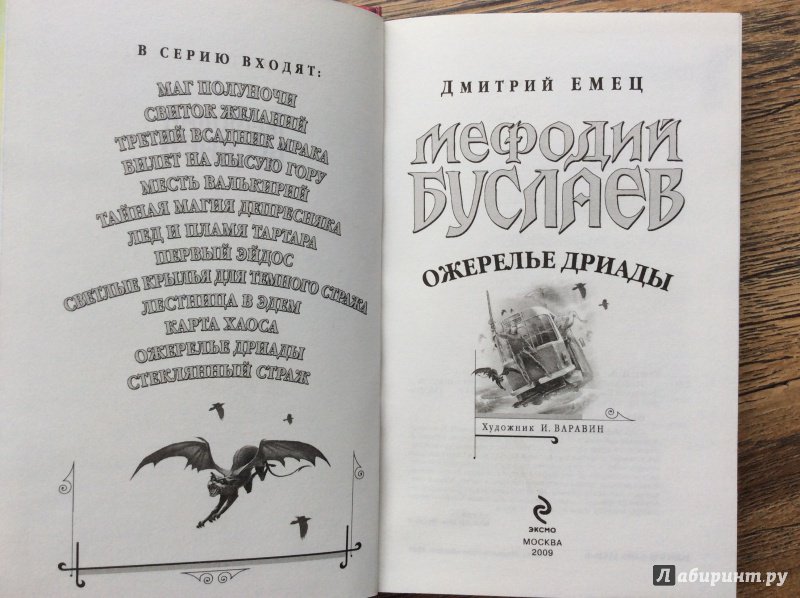 В СЕРИЮ ВХОДЯТ:
МАГ ПОЛУНОЧИ
СВИТОК ЖЕЛАНИЙ
ТРЕТИЙ ВСАДНИК МРАКА
БИЛЕТ НА ЛЫСУЮ ГОРУ
МЕСТЬ ВАЛЬКИРИЙ
ТАЙНАЯ МАГИЯ ДЕПРЕСНЯКА
ЛЕД И ПЛАМЯ ТАРТАРА
ПЕРВЫЙ ЭЙДОС
СВЕТЛЫЕ КРЫЛЬЯ ДЛЯ ТЕМНОГО СТРАЖА
ЛЕСТНИЦА В ЭДЕМ
КАРТА ХАОСА
ОЖЕРЕЛЬЕ ДРИАДЫ
СТЕКЛЯННЫЙ СТРАЖ
ДМИТРИЙ ЕМЕЦ
МЕФОДИЙ
БУСЛАЕВ
ОЖЕРЕЛЬЕ ДРИАДЫ
Художник И. ВАРАВИН
ЭКСМО
МОСКВА
2009
Лабиринт.ру